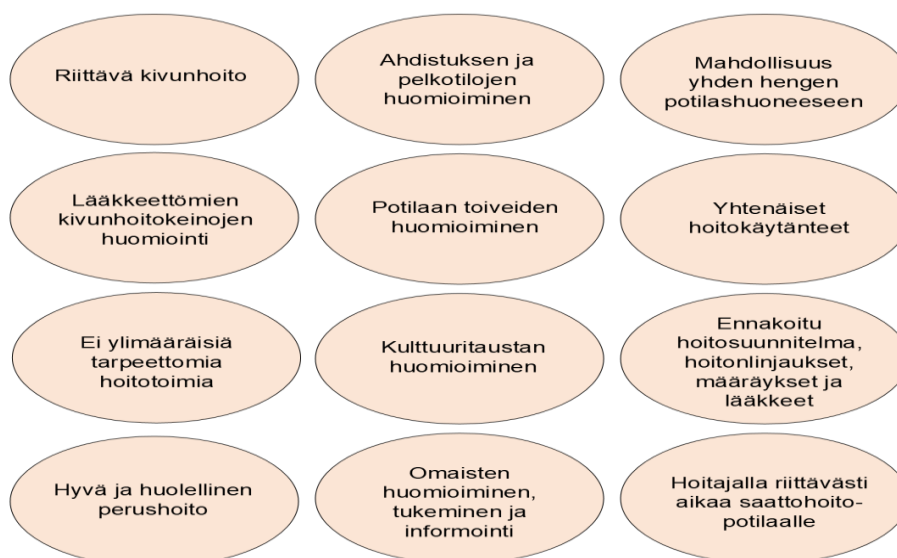 Riittävä kivunhoito
Ahdistuksen ja
pelkotilojen
huomioiminen
Mahdollisuus
yhden hengen
potilashuoneeseen
Lääkkeettömien
kivunhoitokeinojen
huomiointi
Potilaan toiveiden
huomioiminen
Yhtenäiset
hoitokäytänteet
Ei ylimääräisiä
tarpeettomia
hoitotoimia
Kulttuuritaustan
huomioiminen
Ennakoitu
hoitosuunnitelma,
hoitonlinjaukset,
määräykset ja
lääkkeet
Hyvä ja huolellinen
perushoito
Omaisten
huomioiminen,
tukeminen ja
informointi
Hoitajalla riittävästi
aikaa saattohoito-
potilaalle